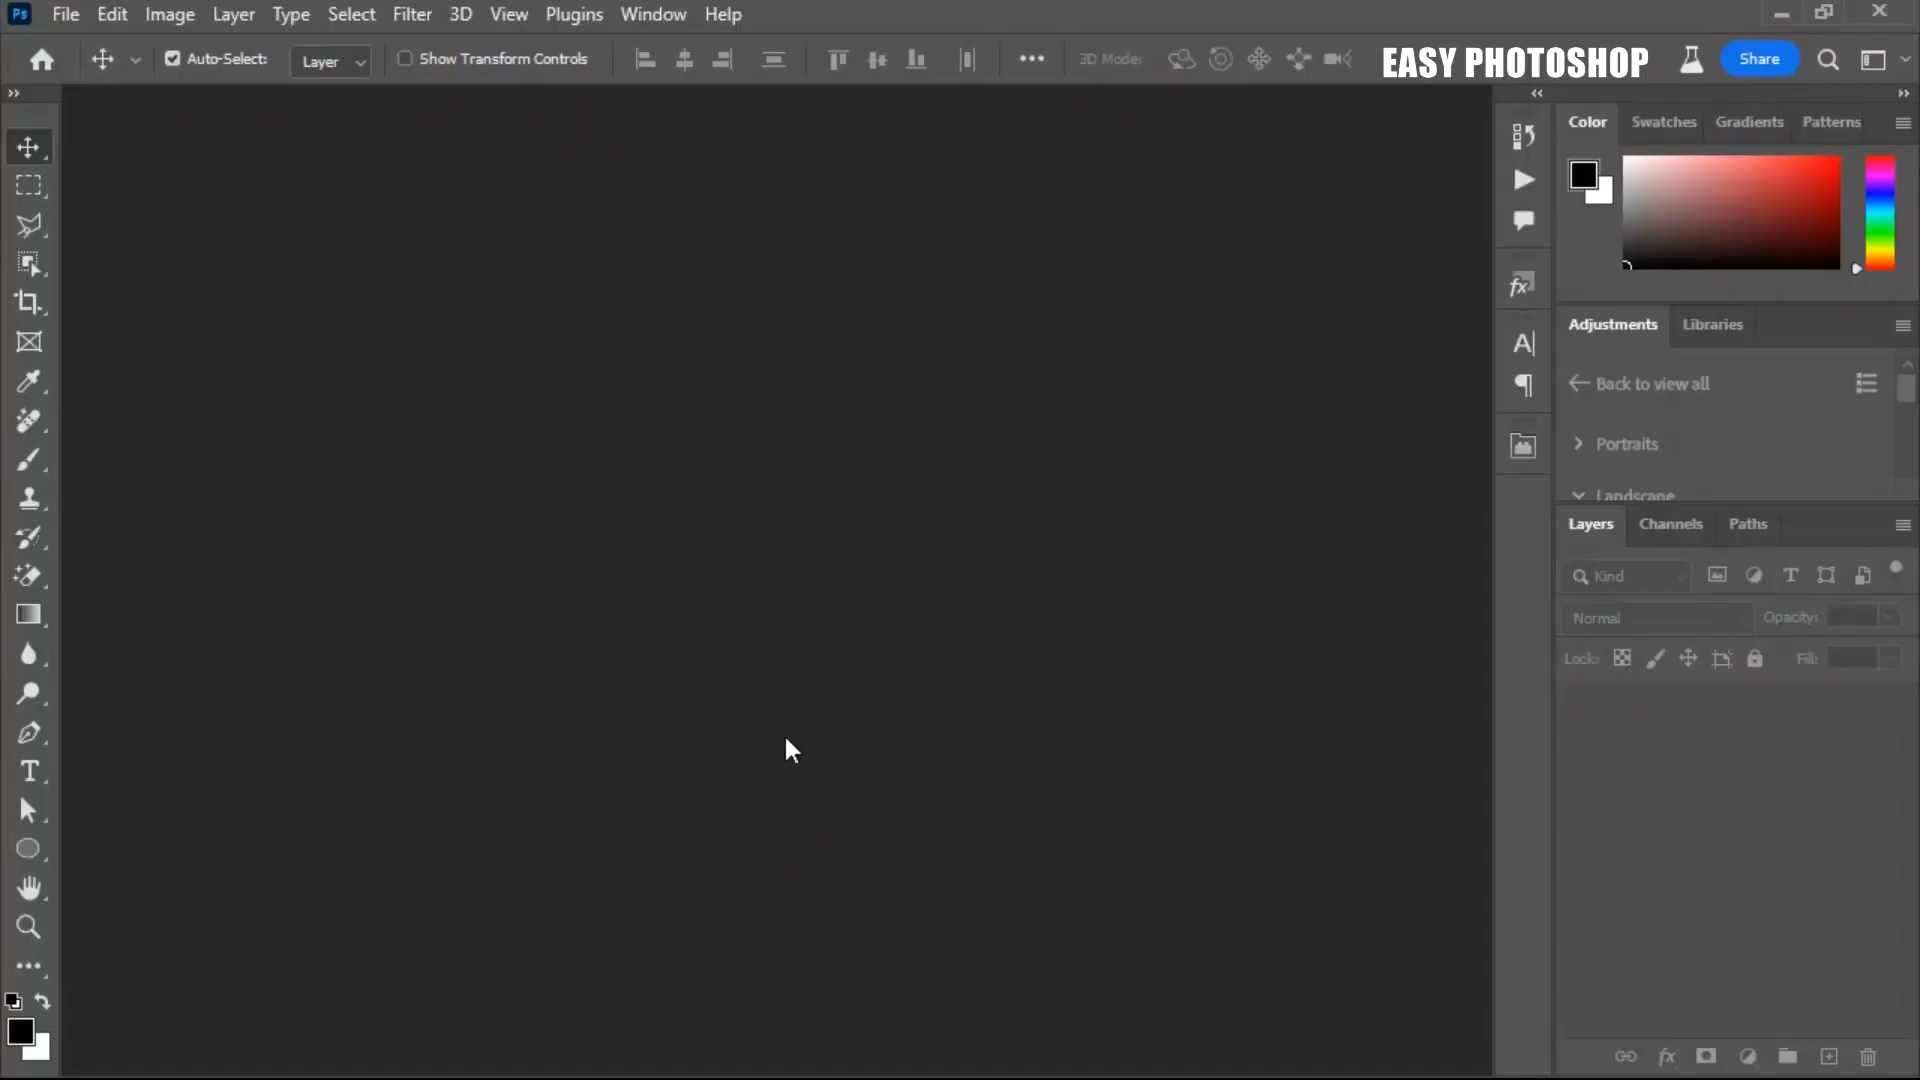 Ps File Edit Image Layer Type Select Filter 3D View Plugins Window Help
Auto-Select: Layer Show Transform Controls 3D Mode: EASY PHOTOSHOP Share
Color Swatches Gradients Patterns
Adjustments Libraries
Back to view all
Portraits
Landscape
Layers Channels Paths
Kind
Normal Opacity:
Lock: Fill: